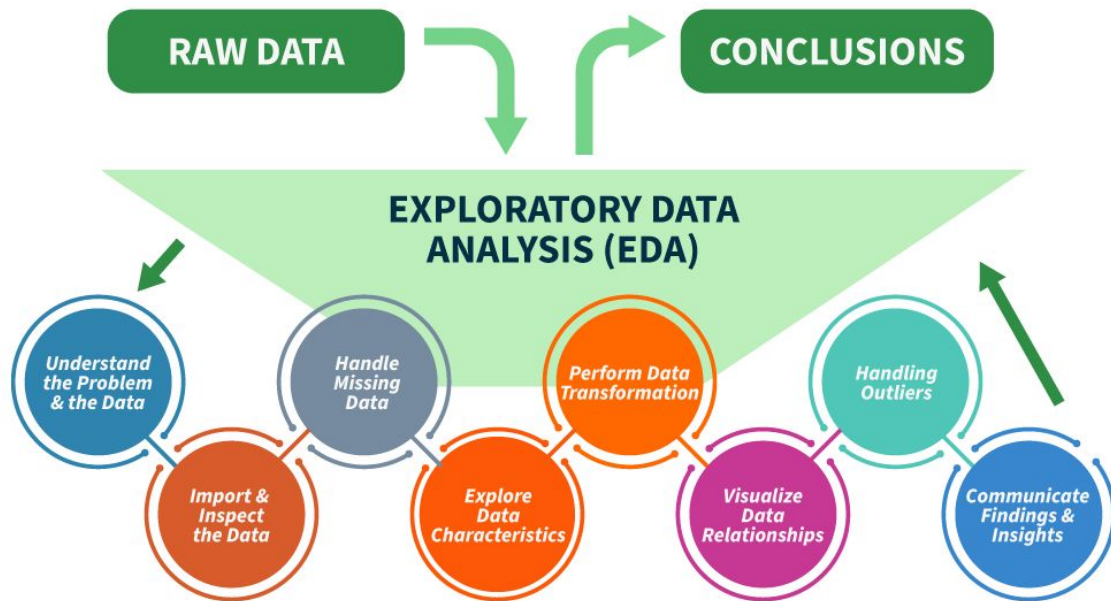 RAW DATA
CONCLUSIONS
EXPLORATORY DATA
ANALYSIS (EDA)
Understand
the Problem
& the Data
Import &
Inspect
the Data
Handle
Missing
Data
Explore
Data
Characteristics
Perform Data
Transformation
Visualize
Data
Relationships
Handling
Outliers
Communicate
Findings &
Insights